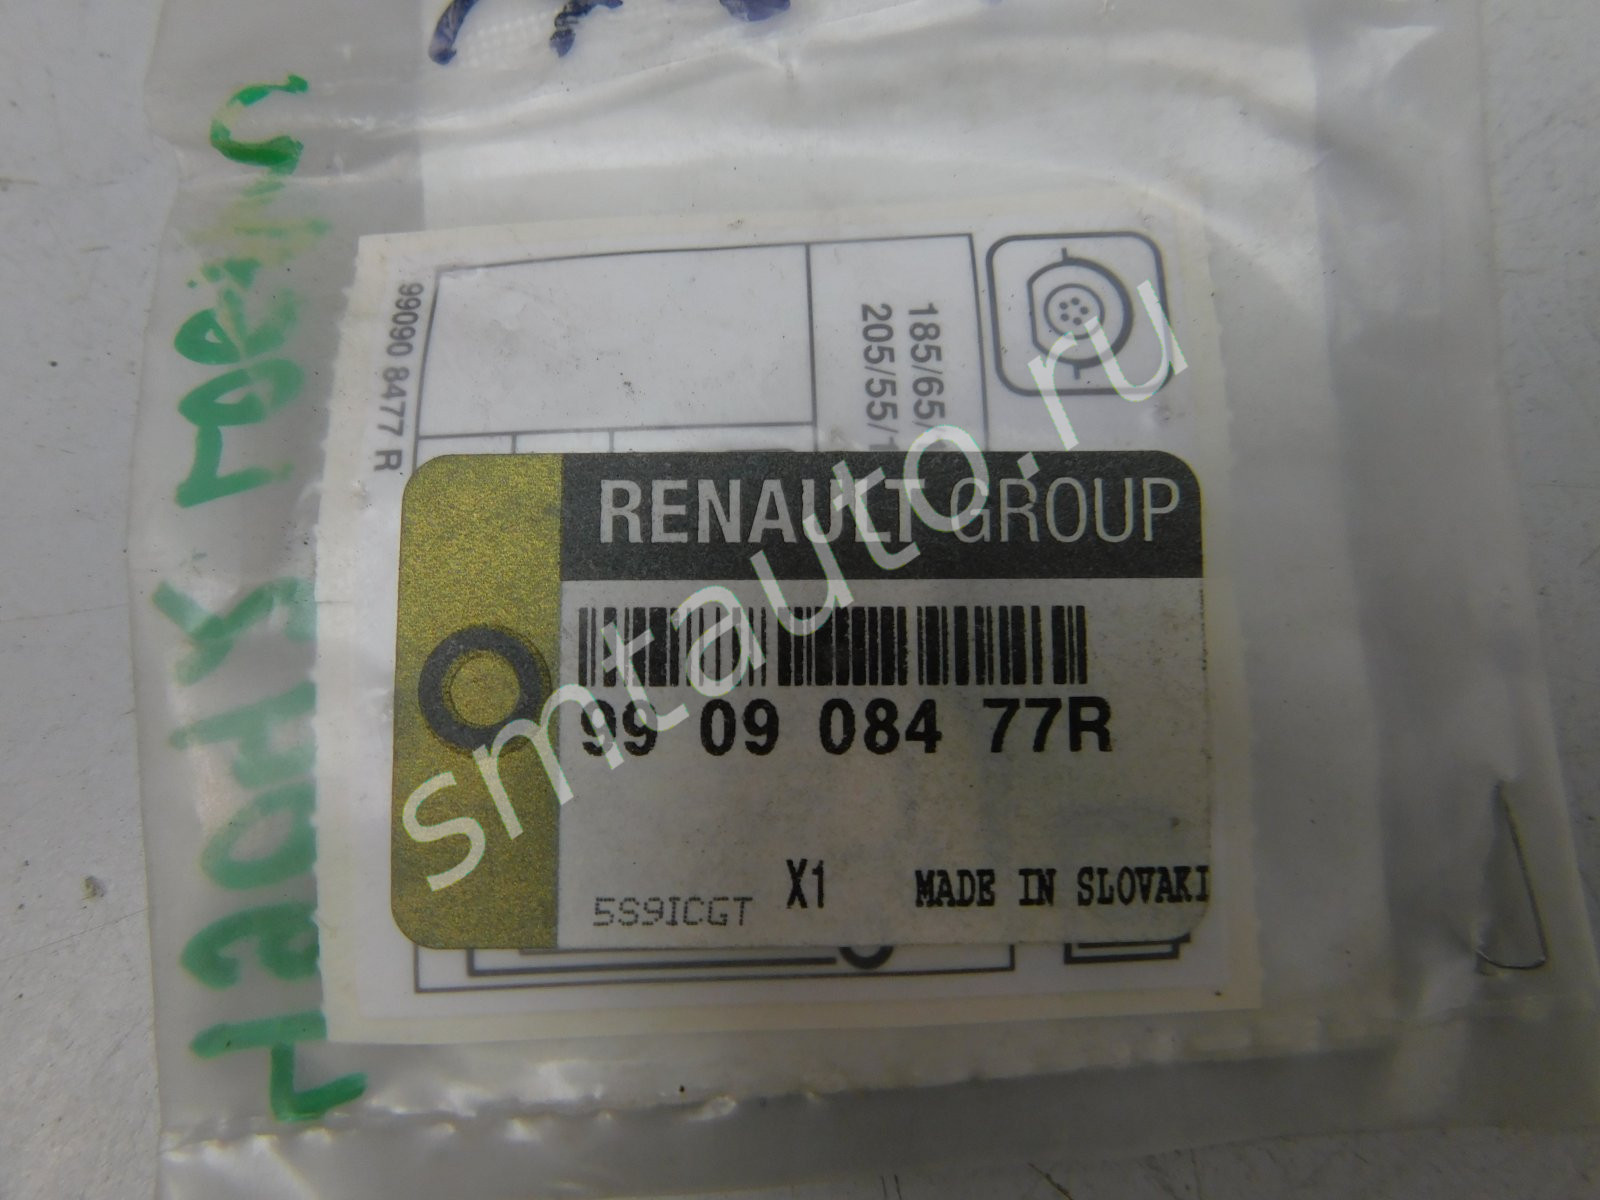 99090 8477 R
185/65/
205/55/1
RENAULT GROUP
99 09 084 77R
5S9ICGT X1 MADE IN SLOVAKI
smtauto.ru